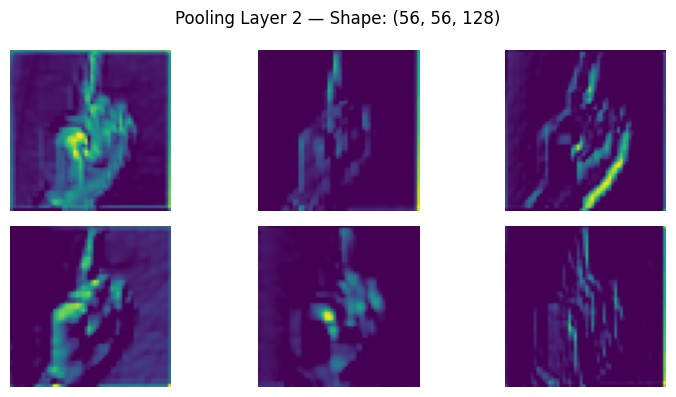 Pooling Layer 2 — Shape: (56, 56, 128)